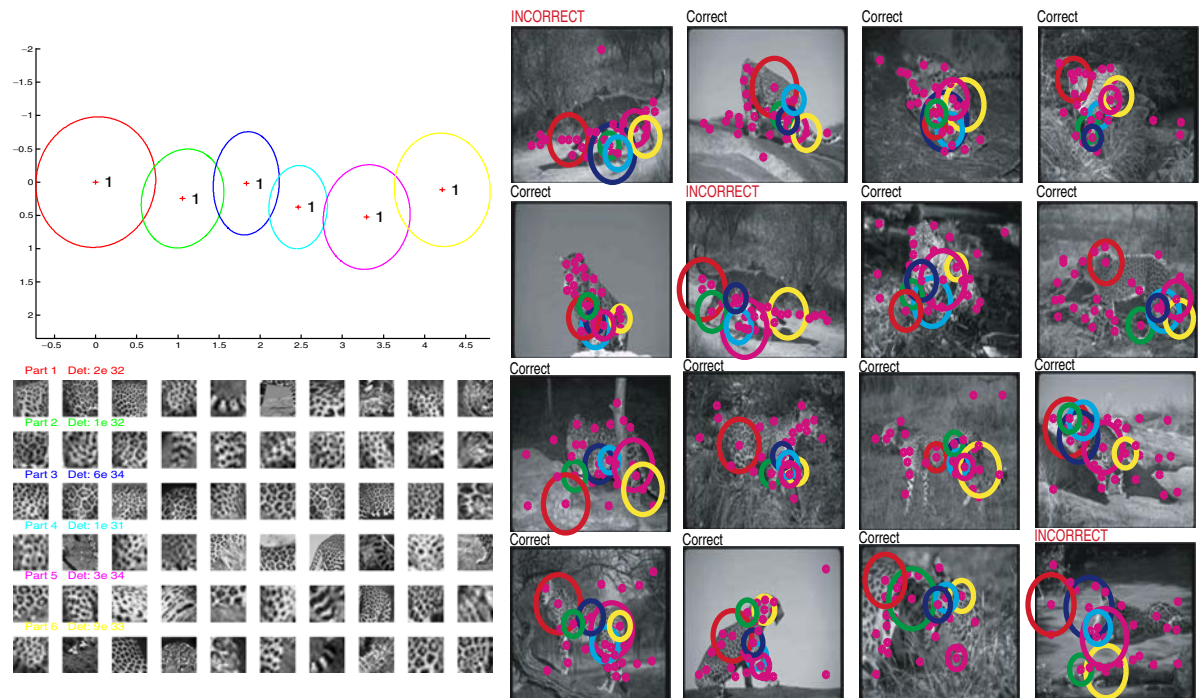 INCORRECT Correct Correct Correct
−2
−1.5
−1
−0.5
0
0.5
1
1.5
2
1 1 1 1 1 1
−0.5 0 0.5 1 1.5 2 2.5 3 3.5 4 4.5
Correct INCORRECT Correct Correct
Part 1 Det: 2e 32
Part 2 Det: 1e 32
Part 3 Det: 6e 34
Part 4 Det: 1e 31
Part 5 Det: 3e 34
Part 6 Det: 9e 33
Correct Correct Correct Correct
Correct Correct Correct INCORRECT